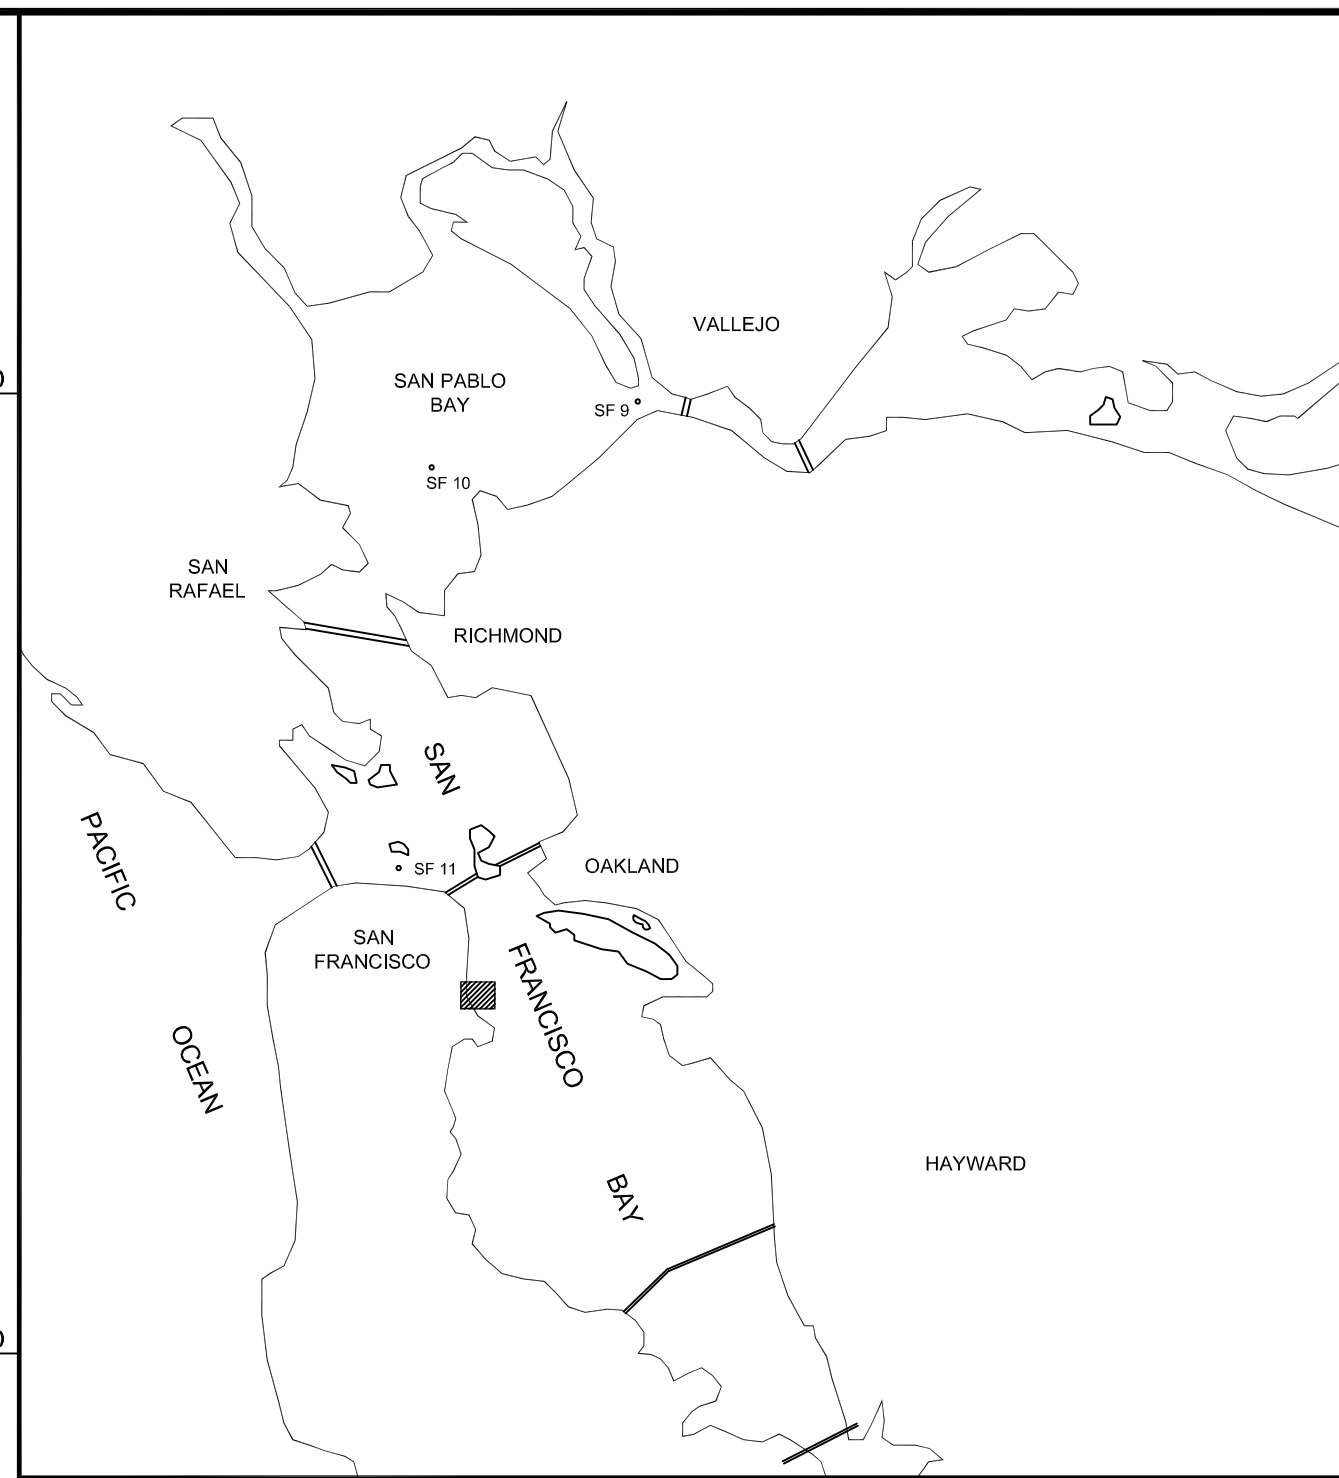 VALLEJO
SAN PABLO
BAY
SF 9
SF 10
SAN
RAFAEL
RICHMOND
SAN
PACIFIC
SF 11
OAKLAND
SAN
FRANCISCO
FRANCISCO
OCEAN
HAYWARD
BAY